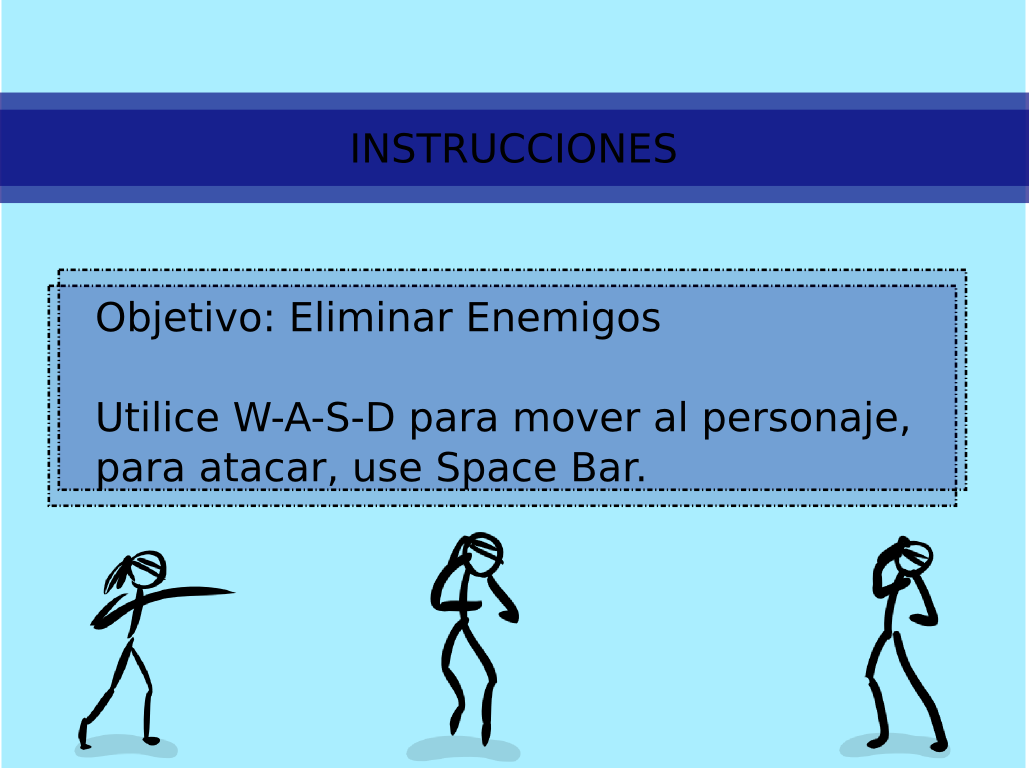 INSTRUCCIONES
Objetivo: Eliminar Enemigos
Utilice W-A-S-D para mover al personaje,
para atacar, use Space Bar.